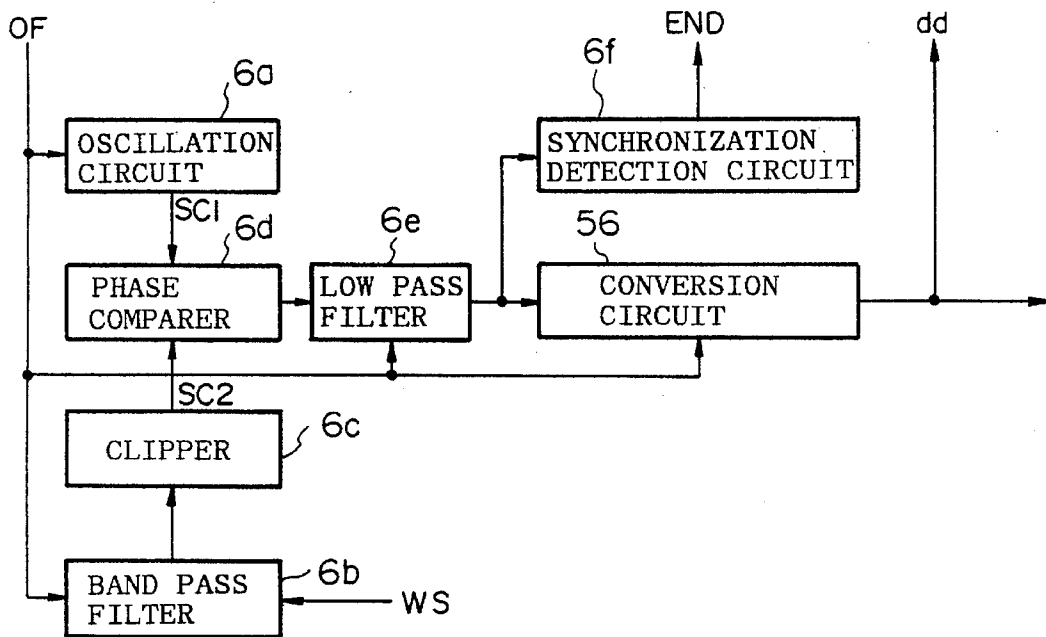 OF
END
dd
6a
6f
OSCILLATION
CIRCUIT
SYNCHRONIZATION
DETECTION CIRCUIT
SC1
6d
6e
56
PHASE
COMPARER
LOW PASS
FILTER
CONVERSION
CIRCUIT
SC2
CLIPPER
6c
BAND PASS
FILTER
6b
WS